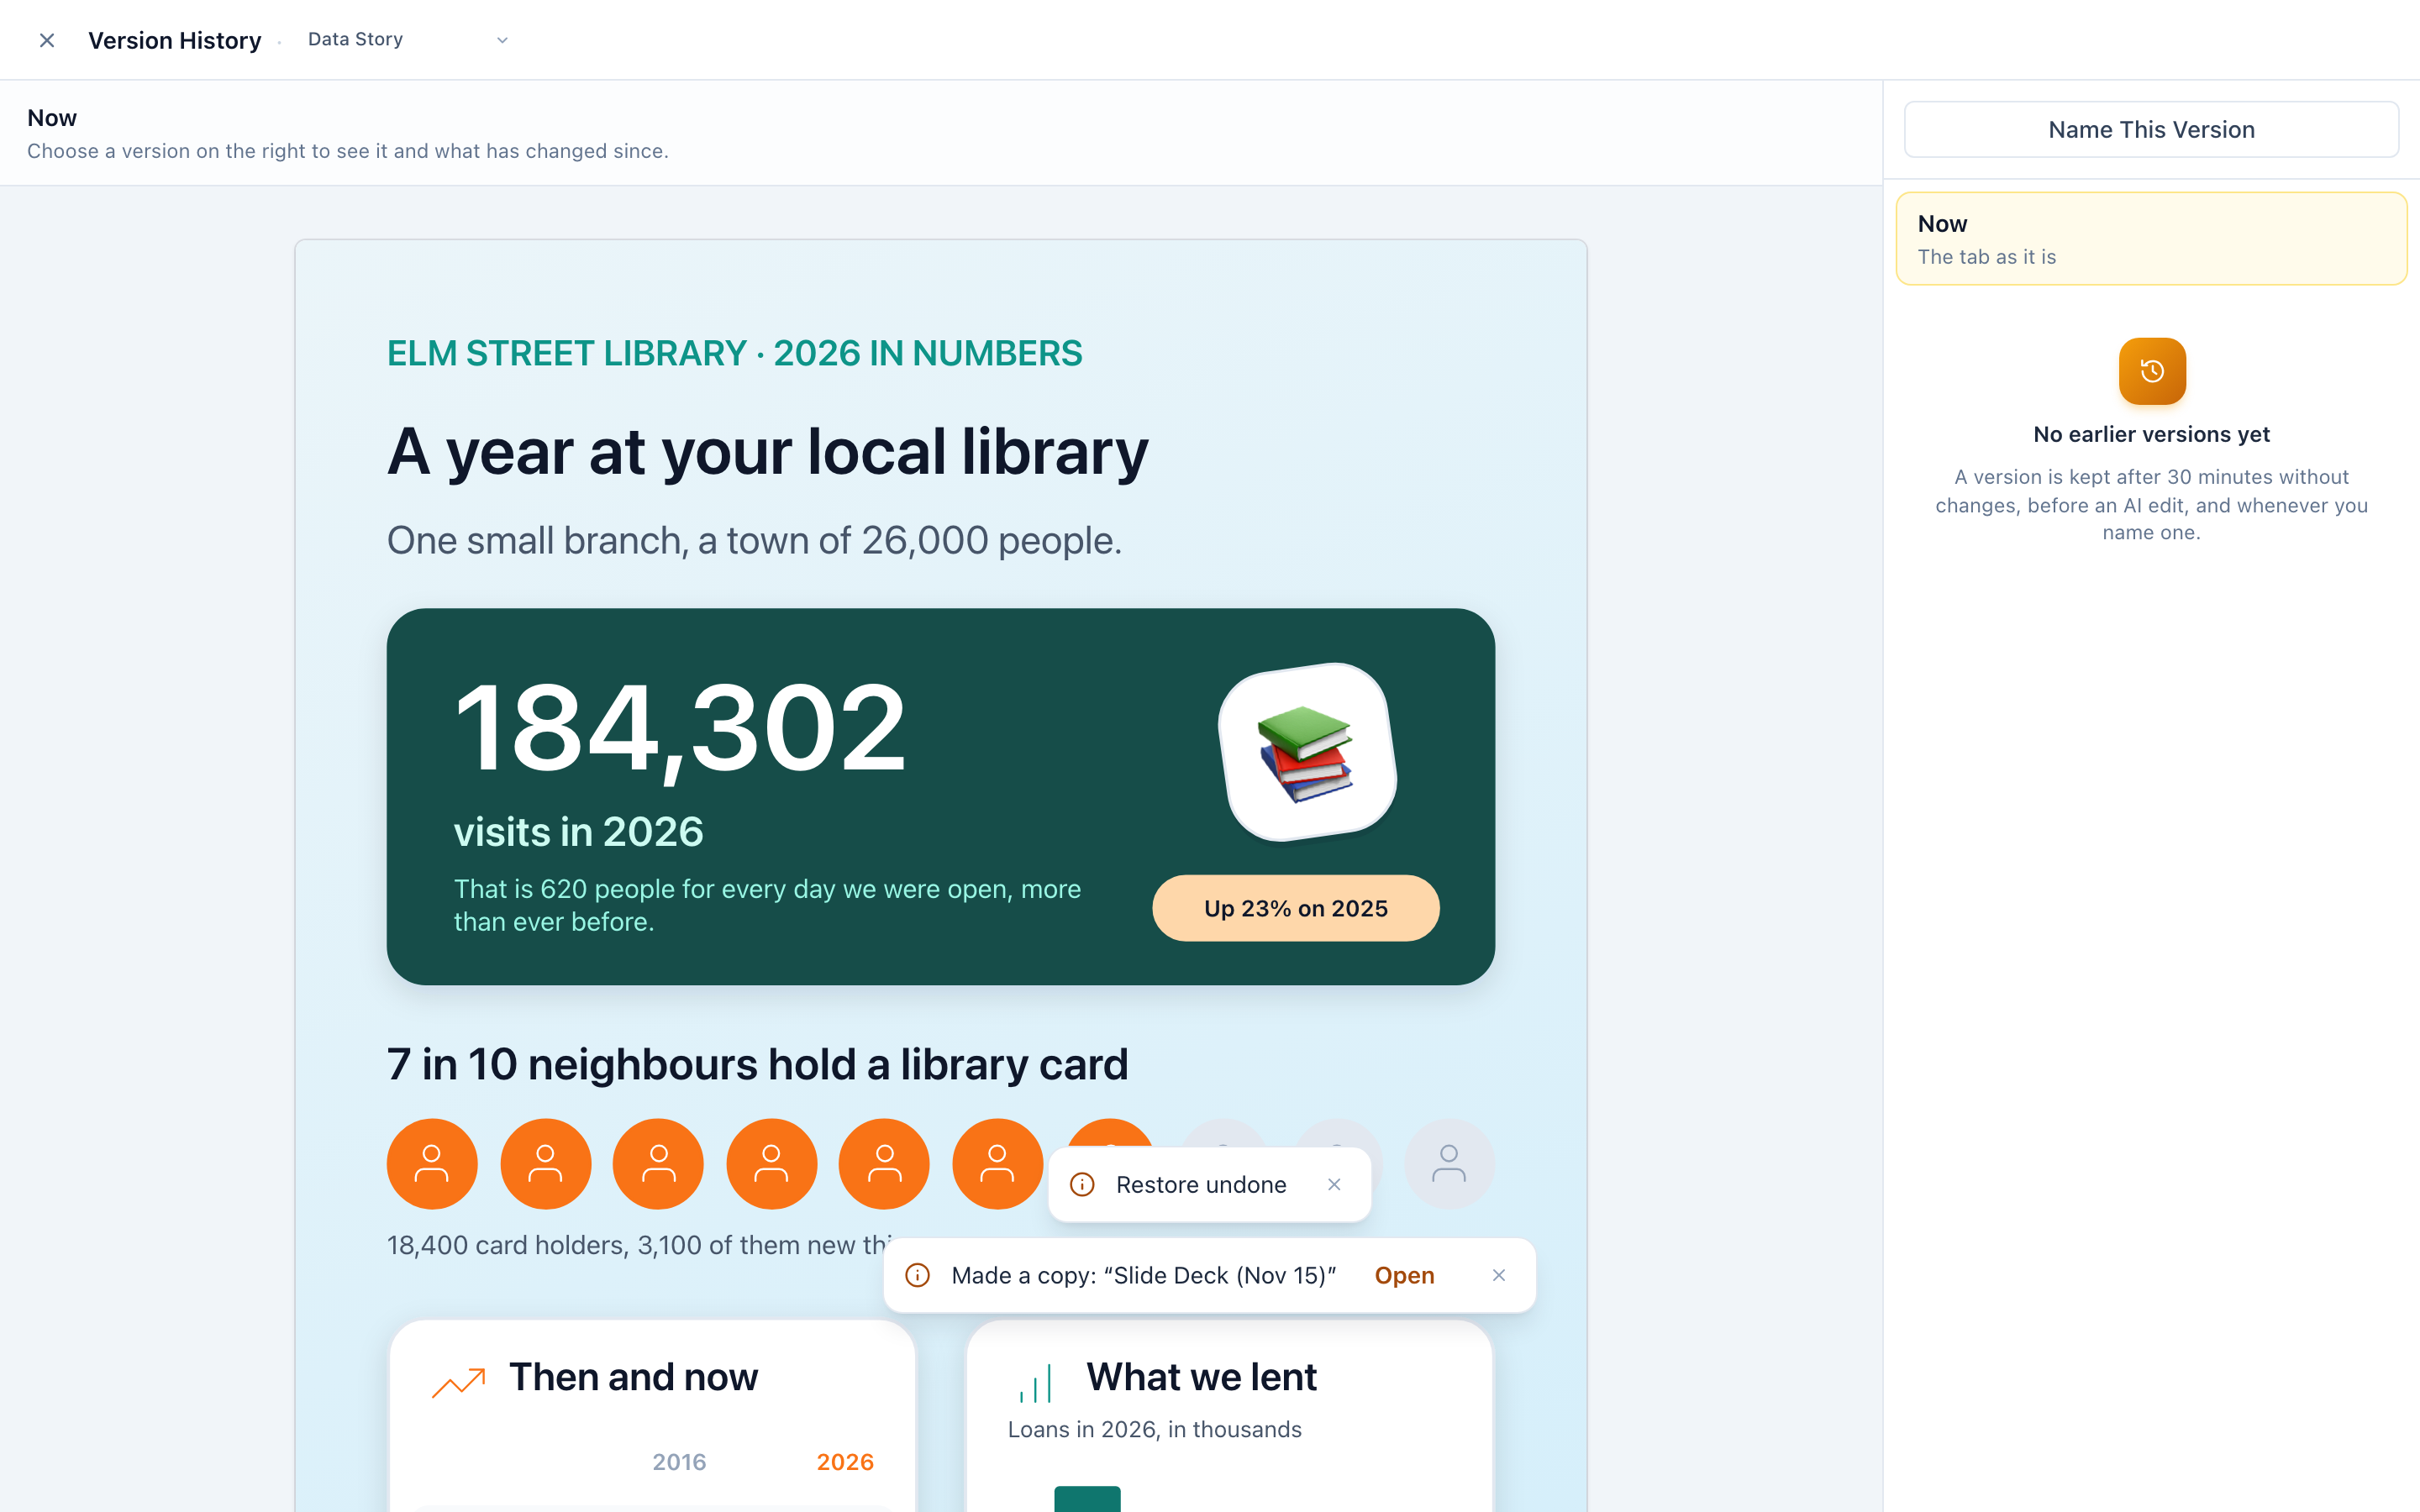 Version History · Data Story
Now
Choose a version on the right to see it and what has changed since.
Name This Version
Now
The tab as it is
No earlier versions yet
A version is kept after 30 minutes without
changes, before an AI edit, and whenever you
name one.
ELM STREET LIBRARY · 2026 IN NUMBERS
A year at your local library
One small branch, a town of 26,000 people.
184,302
visits in 2026
That is 620 people for every day we were open, more
than ever before.
Up 23% on 2025
7 in 10 neighbours hold a library card
Restore undone
18,400 card holders, 3,100 of them new
Made a copy: “Slide Deck (Nov 15)” Open
Then and now
2016 2026
What we lent
Loans in 2026, in thousands